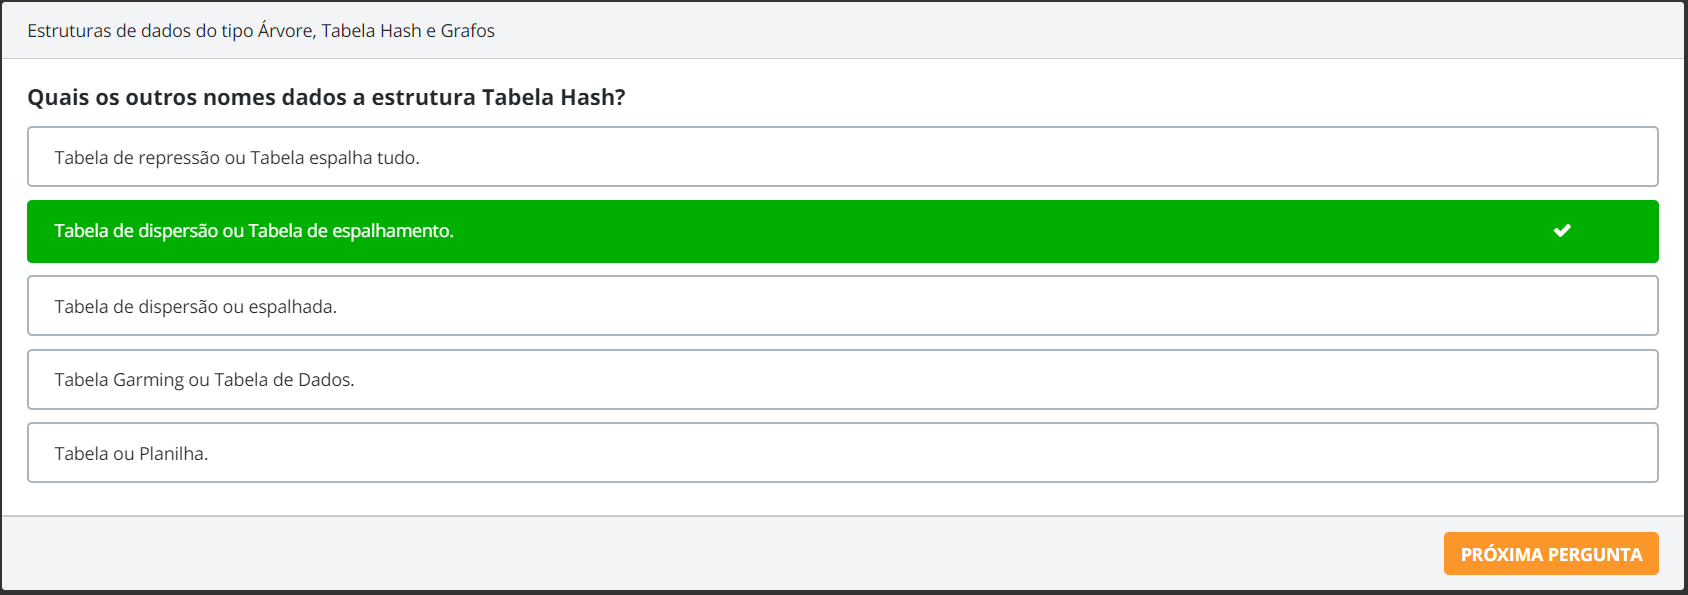 Estruturas de dados do tipo Árvore, Tabela Hash e Grafos
Quais os outros nomes dados a estrutura Tabela Hash?
Tabela de repressão ou Tabela espalha tudo.
Tabela de dispersão ou Tabela de espalhamento.
Tabela de dispersão ou espalhada.
Tabela Garming ou Tabela de Dados.
Tabela ou Planilha.
PRÓXIMA PERGUNTA